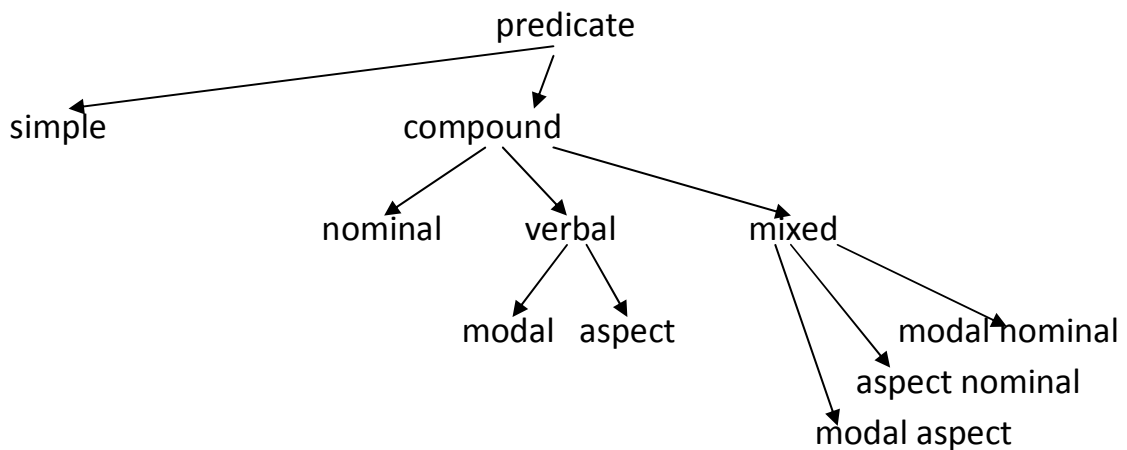 predicate
simple compound
nominal verbal mixed
modal aspect modal nominal
aspect nominal
modal aspect